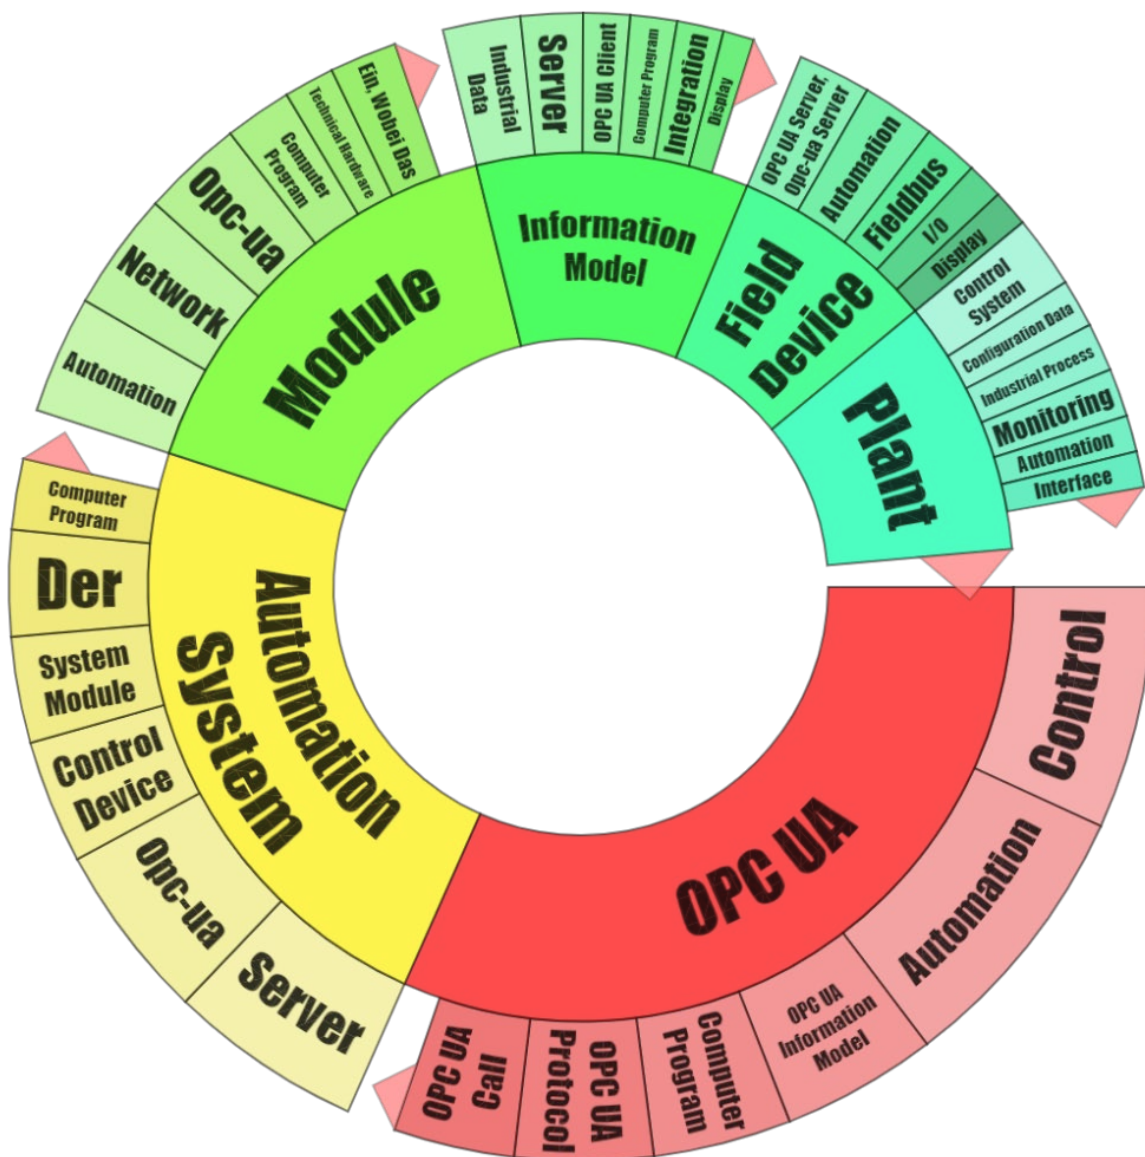 OPC UA
Control
Automation
OPC UA
Information
Model
Computer
Program
OPC UA
Protocol
OPC UA
Call
Automation
System
Server
Opc-ua
Control
Device
System
Module
Der
Computer
Program
Module
Automation
Network
Opc-ua
Computer
Program
Technical Hardware
Ein, Wobei Das
Information
Model
Industrial
Data
Server
OPC UA Client
Computer Program
Integration
Display
Field
Device
OPC UA Server,
Opc-ua Server
Automation
Fieldbus
I/O
Display
Plant
Control
System
Configuration Data
Industrial Process
Monitoring
Automation
Interface